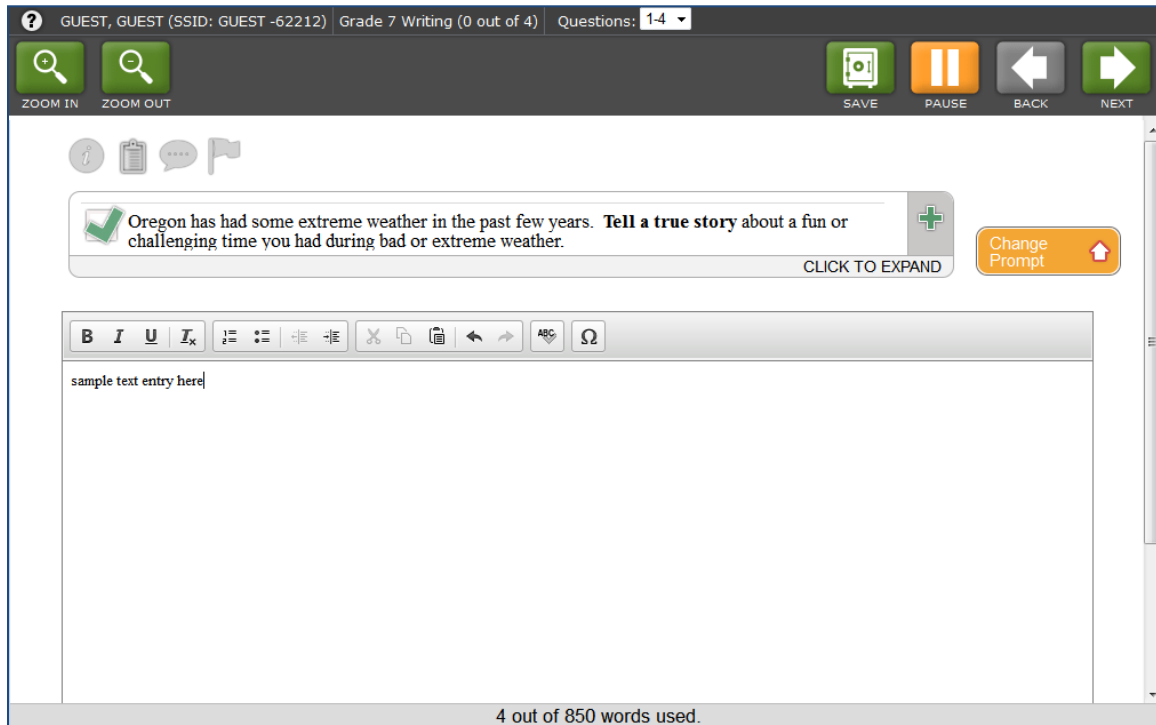 ? GUEST, GUEST (SSID: GUEST -62212) Grade 7 Writing (0 out of 4) Questions: 1-4
ZOOM IN ZOOM OUT SAVE PAUSE BACK NEXT
i
Oregon has had some extreme weather in the past few years. Tell a true story about a fun or
challenging time you had during bad or extreme weather.
CLICK TO EXPAND
Change
Prompt
B I U Tx ABC Ω
sample text entry here
4 out of 850 words used.